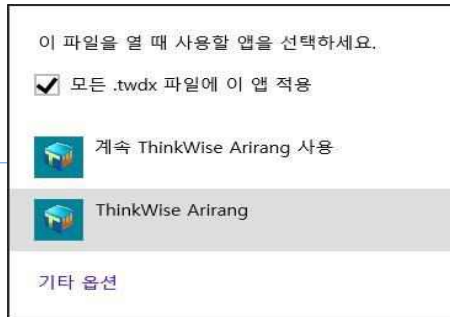 이 파일을 열 때 사용할 앱을 선택하세요.
모든 .twdx 파일에 이 앱 적용
계속 ThinkWise Arirang 사용
ThinkWise Arirang
기타 옵션